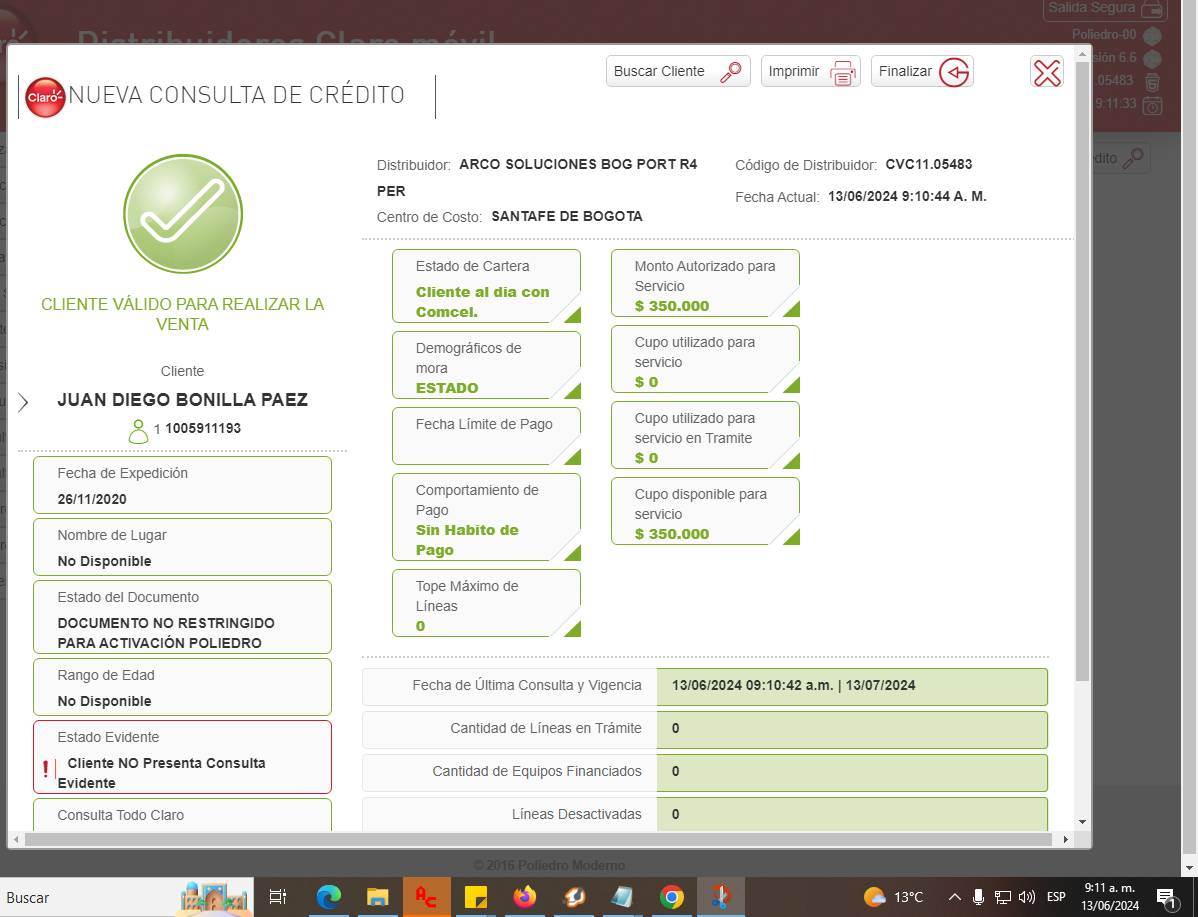 Distribuidores Claro móvil
Salida Segura
Poliedro-00
sión 6.6
.05483
9:11:33
édito
Buscar Cliente
Imprimir
Finalizar
Claro
NUEVA CONSULTA DE CRÉDITO
Distribuidor: ARCO SOLUCIONES BOG PORT R4
PER
Centro de Costo: SANTAFE DE BOGOTA
Código de Distribuidor: CVC11.05483
Fecha Actual: 13/06/2024 9:10:44 A. M.
CLIENTE VÁLIDO PARA REALIZAR LA
VENTA
Cliente
JUAN DIEGO BONILLA PAEZ
1 1005911193
Fecha de Expedición
26/11/2020
Nombre de Lugar
No Disponible
Estado del Documento
DOCUMENTO NO RESTRINGIDO
PARA ACTIVACIÓN POLIEDRO
Rango de Edad
No Disponible
Estado Evidente
! Cliente NO Presenta Consulta
Evidente
Consulta Todo Claro
Estado de Cartera
Cliente al dia con
Comcel.
Demográficos de
mora
ESTADO
Fecha Límite de Pago
Comportamiento de
Pago
Sin Habito de
Pago
Tope Máximo de
Líneas
0
Monto Autorizado para
Servicio
$ 350.000
Cupo utilizado para
servicio
$ 0
Cupo utilizado para
servicio en Tramite
$ 0
Cupo disponible para
servicio
$ 350.000
Fecha de Última Consulta y Vigencia 13/06/2024 09:10:42 a.m. | 13/07/2024
Cantidad de Líneas en Trámite 0
Cantidad de Equipos Financiados 0
Líneas Desactivadas 0
© 2016 Poliedro Moderno
Buscar
13°C
ESP
9:11 a. m.
13/06/2024
1